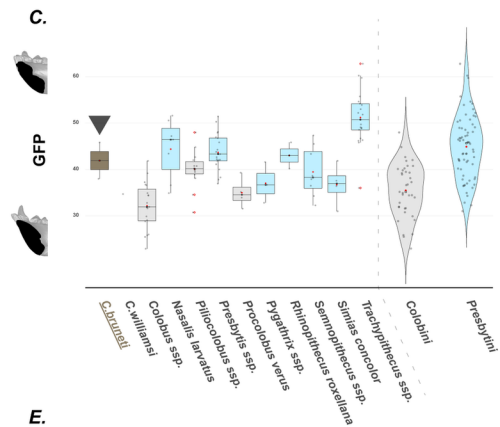 C.
GFP
60
50
40
30
C.bruneti
C.williamsi
Colobus ssp.
Nasalis larvatus
Piliocolobus ssp.
Presbytis ssp.
Procolobus verus
Pygathrix ssp.
Rhinopithecus roxellana
Semnopithecus ssp.
Simias concolor
Trachypithecus ssp.
Colobini
Presbytini
E.